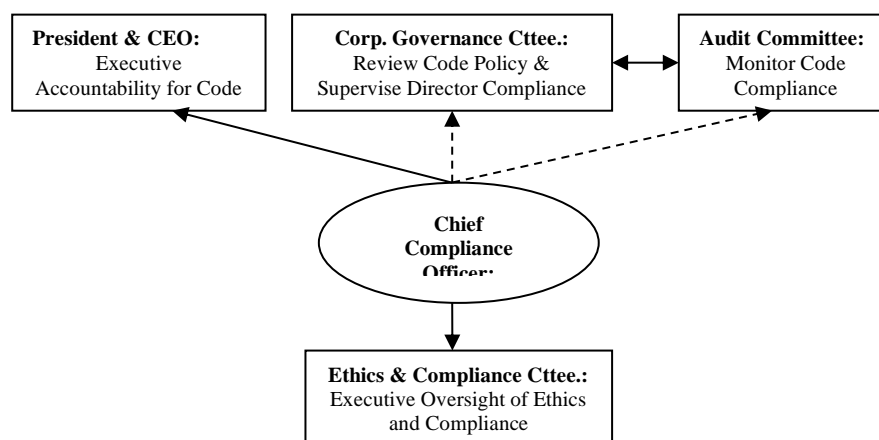 President & CEO:
Executive
Accountability for Code
Corp. Governance Cttee.:
Review Code Policy &
Supervise Director Compliance
Audit Committee:
Monitor Code
Compliance
Chief
Compliance
Officer:
Ethics & Compliance Cttee.:
Executive Oversight of Ethics
and Compliance